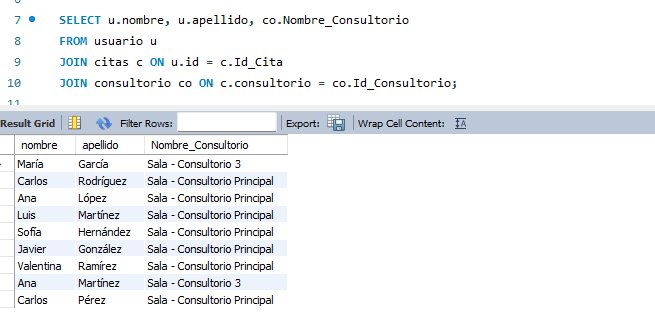 7 SELECT u.nombre, u.apellido, co.Nombre_Consultorio
8 FROM usuario u
9 JOIN citas c ON u.id = c.Id_Cita
10 JOIN consultorio co ON c.consultorio = co.Id_Consultorio;
11
Result Grid Filter Rows: Export: Wrap Cell Content: IA
nombre apellido Nombre_Consultorio
María García Sala - Consultorio 3
Carlos Rodríguez Sala - Consultorio Principal
Ana López Sala - Consultorio Principal
Luis Martínez Sala - Consultorio Principal
Sofía Hernández Sala - Consultorio Principal
Javier González Sala - Consultorio Principal
Valentina Ramírez Sala - Consultorio Principal
Ana Martínez Sala - Consultorio 3
Carlos Pérez Sala - Consultorio Principal